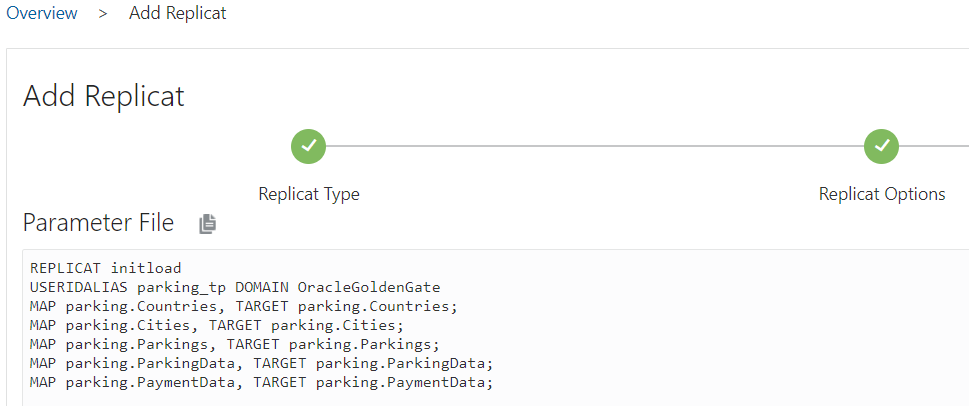 Overview > Add Replicat
Add Replicat
Replicat Type
Replicat Options
Parameter File
REPLICAT initload
USERIDALIAS parking_tp DOMAIN OracleGoldenGate
MAP parking.Countries, TARGET parking.Countries;
MAP parking.Cities, TARGET parking.Cities;
MAP parking.Parkings, TARGET parking.Parkings;
MAP parking.ParkingData, TARGET parking.ParkingData;
MAP parking.PaymentData, TARGET parking.PaymentData;